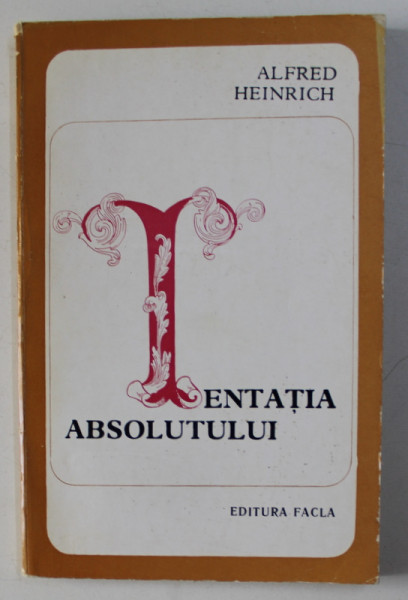 ALFRED
HEINRICH
TENTAȚIA
ABSOLUTULUI
EDITURA FACLA